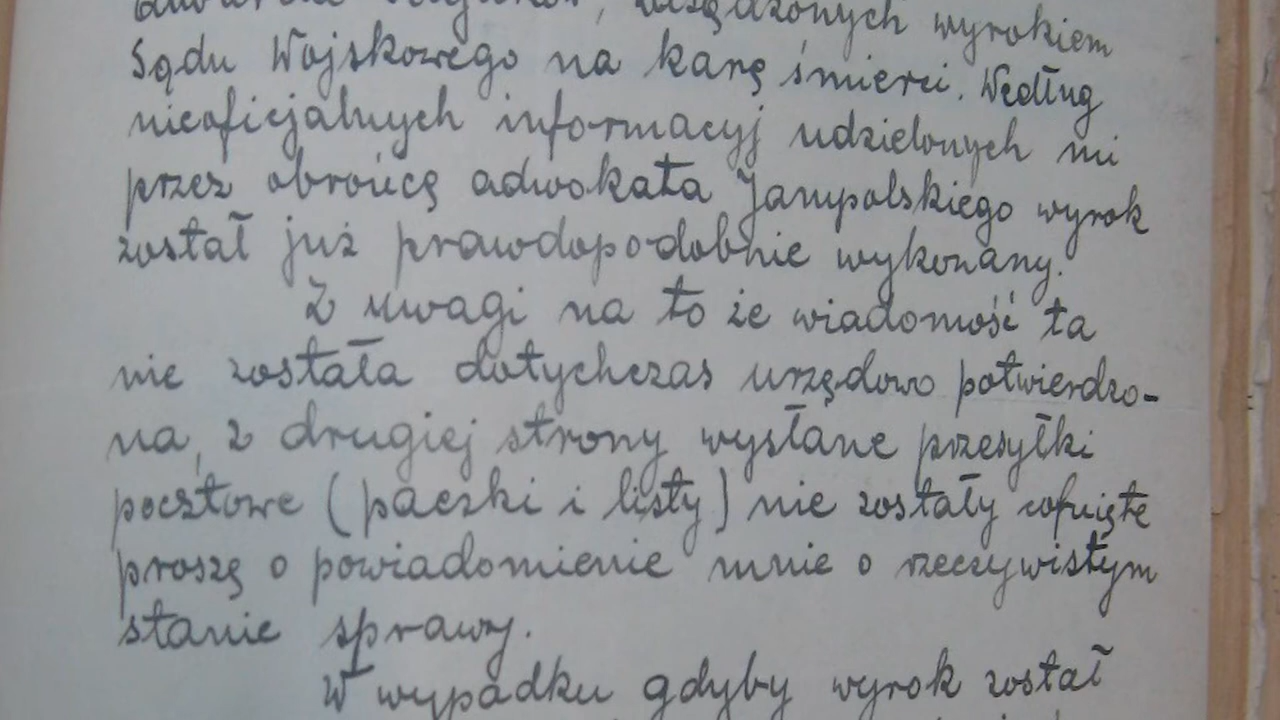 zasądzonych wyrokiem
Sądu Wojskowego na karę śmierci. Według
nieoficjalnych informacyj udzielonych mi
przez obrońcę adwokata Jampolskiego wyrok
został już prawdopodobnie wykonany.
Z uwagi na to że wiadomość ta
nie została dotychczas urzędowo potwierdzo-
na, z drugiej strony wysłane przesyłki
pocztowe (paczki i listy) nie zostały cofnięte
proszę o powiadomienie mnie o rzeczywistym
stanie sprawy.
W wypadku gdyby wyrok został